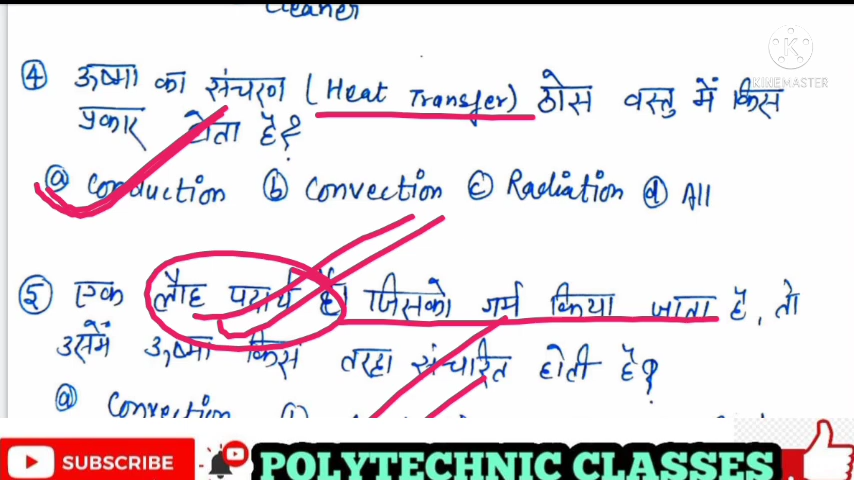 Cleaner
④ ऊष्मा का संचरण (Heat Transfer) ठोस वस्तु में किस
प्रकार होता है?
ⓐ Conduction ⓑ Convection ⓒ Radiation ⓓ All
⑤ एक लौह पदार्थ है। जिसको गर्म किया जाता है, तो
उसमें ऊष्मा किस तरहा संचारित होती है?
ⓐ Convection
KINEMASTER
SUBSCRIBE
POLYTECHNIC CLASSES.